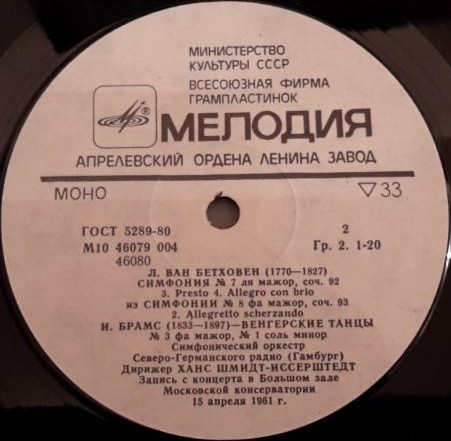 МИНИСТЕРСТВО
КУЛЬТУРЫ СССР
ВСЕСОЮЗНАЯ ФИРМА
ГРАМПЛАСТИНОК
® МЕЛОДИЯ
АПРЕЛЕВСКИЙ ОРДЕНА ЛЕНИНА ЗАВОД
МОНО ▽33
ГОСТ 5289-80 2
М10 46079 004 Гр. 2. 1-20
46080
Л. ВАН БЕТХОВЕН (1770—1827)
СИМФОНИЯ № 7 ля мажор, соч. 92
3. Presto 4. Allegro con brio
из СИМФОНИИ № 8 фа мажор, соч. 93
2. Allegretto scherzando
И. БРАМС (1833—1897)—ВЕНГЕРСКИЕ ТАНЦЫ
№ 3 фа мажор, № 1 соль минор
Симфонический оркестр
Северо-Германского радио (Гамбург)
Дирижер ХАНС ШМИДТ-ИССЕРШТЕДТ
Запись с концерта в Большом зале
Московской консерватории
15 апреля 1961 г.